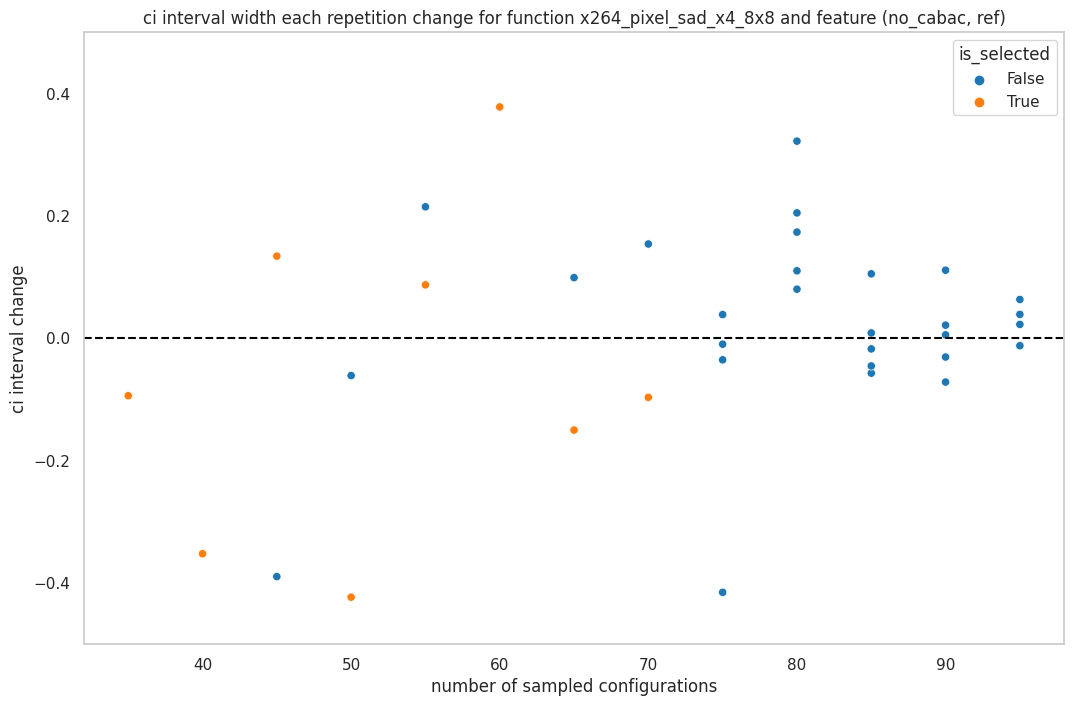 ci interval width each repetition change for function x264_pixel_sad_x4_8x8 and feature (no_cabac, ref)
is_selected
False
True
0.4
0.2
0.0
−0.2
−0.4
ci interval change
40 50 60 70 80 90
number of sampled configurations